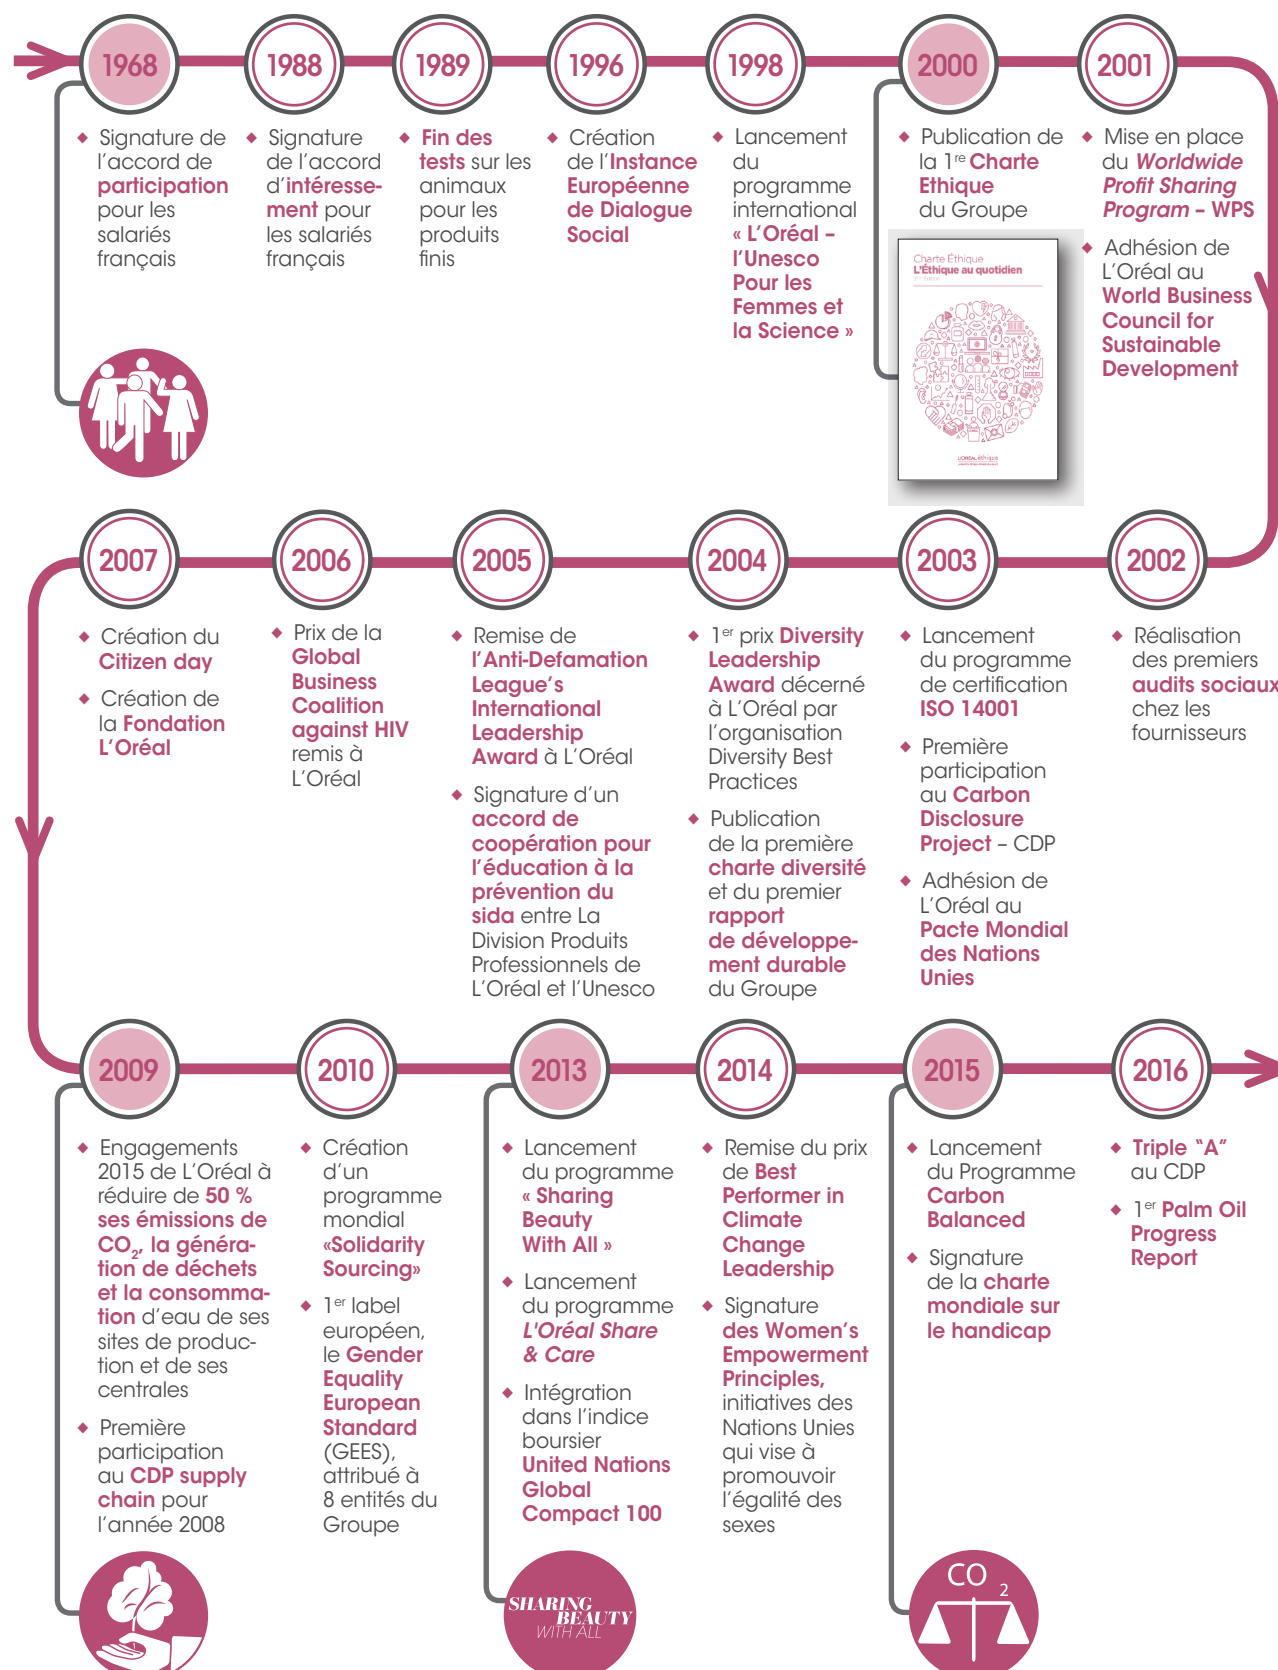 1968
◆ Signature de
l'accord de
participation
pour les
salariés
français
1988
◆ Signature
de l'accord
d'intéresse-
ment pour
les salariés
français
1989
◆ Fin des
tests sur les
animaux
pour les
produits
finis
1996
◆ Création
de l'Instance
Européenne
de Dialogue
Social
1998
◆ Lancement
du
programme
international
« L'Oréal –
l'Unesco
Pour les
Femmes et
la Science »
2000
◆ Publication de
la 1re Charte
Ethique
du Groupe
Charte Éthique
L'Éthique au quotidien
L'ORÉAL éthique
2001
◆ Mise en place
du Worldwide
Profit Sharing
Program – WPS
◆ Adhésion de
L'Oréal au
World Business
Council for
Sustainable
Development
2007
◆ Création du
Citizen day
◆ Création de
la Fondation
L'Oréal
2006
◆ Prix de la
Global
Business
Coalition
against HIV
remis à
L'Oréal
2005
◆ Remise de
l'Anti-Defamation
League's
International
Leadership
Award à L'Oréal
◆ Signature d'un
accord de
coopération pour
l'éducation à la
prévention du
sida entre La
Division Produits
Professionnels de
L'Oréal et l'Unesco
2004
◆ 1er prix Diversity
Leadership
Award décerné
à L'Oréal par
l'organisation
Diversity Best
Practices
◆ Publication
de la première
charte diversité
et du premier
rapport
de développe-
ment durable
du Groupe
2003
◆ Lancement
du programme
de certification
ISO 14001
◆ Première
participation
au Carbon
Disclosure
Project – CDP
◆ Adhésion de
L'Oréal au
Pacte Mondial
des Nations
Unies
2002
◆ Réalisation
des premiers
audits sociaux
chez les
fournisseurs
2009
◆ Engagements
2015 de L'Oréal à
réduire de 50 %
ses émissions de
CO2, la généra-
tion de déchets
et la consomma-
tion d'eau de ses
sites de produc-
tion et de ses
centrales
◆ Première
participation
au CDP supply
chain pour
l'année 2008
2010
◆ Création
d'un
programme
mondial
«Solidarity
Sourcing»
◆ 1er label
européen,
le Gender
Equality
European
Standard
(GEES),
attribué à
8 entités du
Groupe
2013
◆ Lancement
du programme
« Sharing
Beauty
With All »
◆ Lancement
du programme
L'Oréal Share
& Care
◆ Intégration
dans l'indice
boursier
United Nations
Global
Compact 100
SHARING
BEAUTY
WITH ALL
2014
◆ Remise du prix
de Best
Performer in
Climate
Change
Leadership
◆ Signature
des Women's
Empowerment
Principles,
initiatives des
Nations Unies
qui vise à
promouvoir
l'égalité des
sexes
2015
◆ Lancement
du Programme
Carbon
Balanced
◆ Signature
de la charte
mondiale sur
le handicap
CO2
2016
◆ Triple "A"
au CDP
◆ 1er Palm Oil
Progress
Report